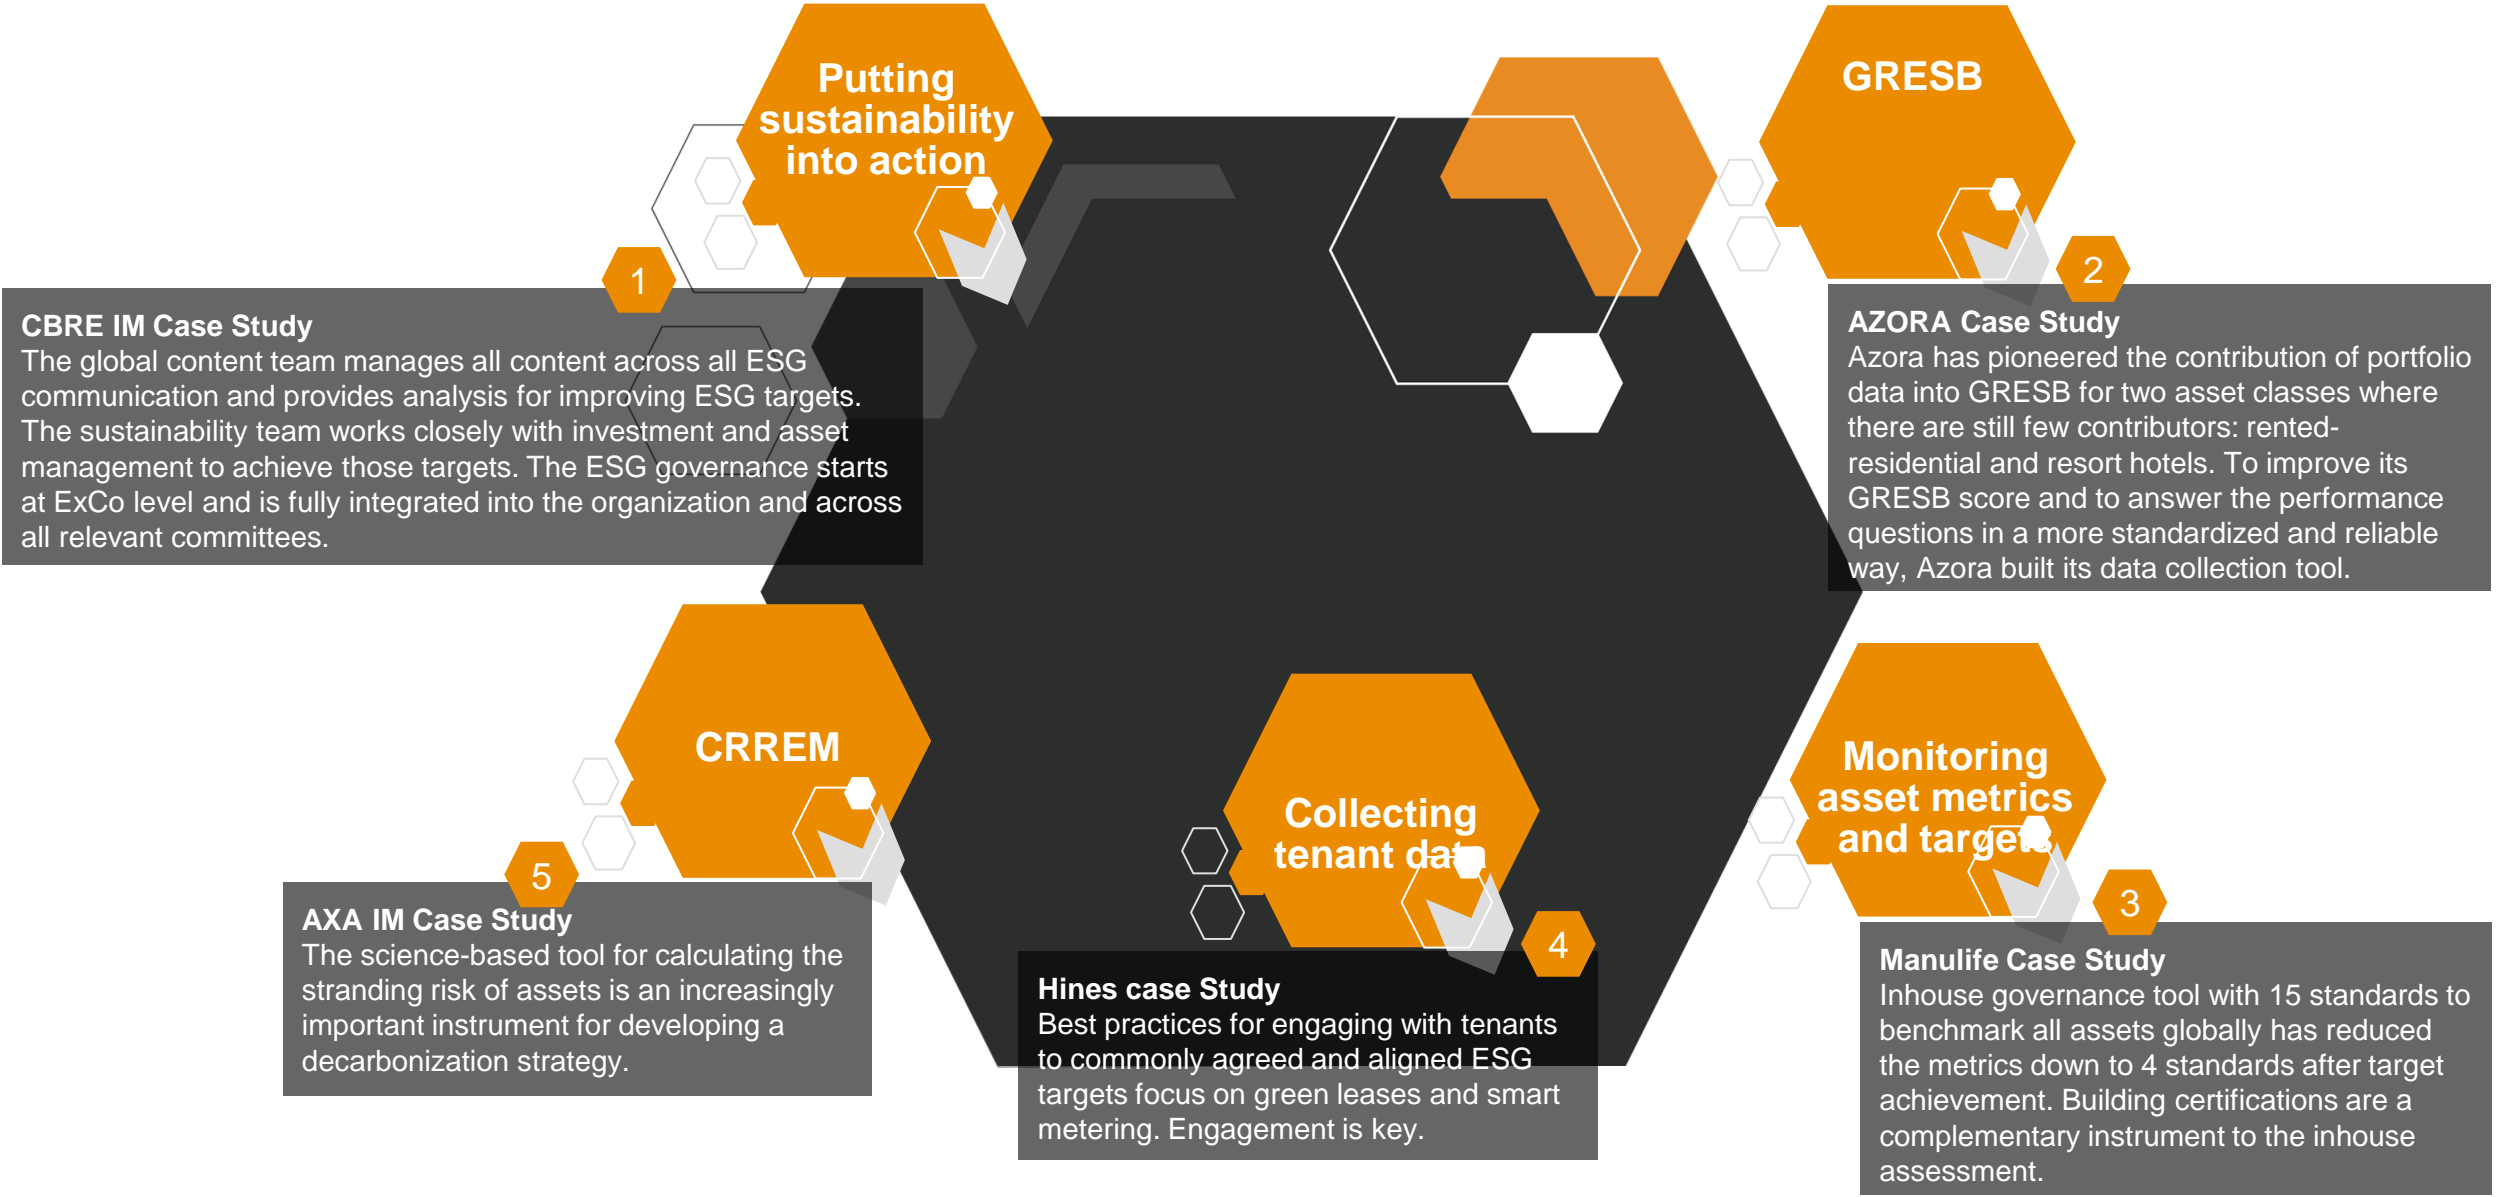 Putting
sustainability
into action
1
CBRE IM Case Study
The global content team manages all content across all ESG
communication and provides analysis for improving ESG targets.
The sustainability team works closely with investment and asset
management to achieve those targets. The ESG governance starts
at ExCo level and is fully integrated into the organization and across
all relevant committees.
GRESB
2
AZORA Case Study
Azora has pioneered the contribution of portfolio
data into GRESB for two asset classes where
there are still few contributors: rented-
residential and resort hotels. To improve its
GRESB score and to answer the performance
questions in a more standardized and reliable
way, Azora built its data collection tool.
Monitoring
asset metrics
and targets
3
Manulife Case Study
Inhouse governance tool with 15 standards to
benchmark all assets globally has reduced
the metrics down to 4 standards after target
achievement. Building certifications are a
complementary instrument to the inhouse
assessment.
Collecting
tenant data
4
Hines case Study
Best practices for engaging with tenants
to commonly agreed and aligned ESG
targets focus on green leases and smart
metering. Engagement is key.
CRREM
5
AXA IM Case Study
The science-based tool for calculating the
stranding risk of assets is an increasingly
important instrument for developing a
decarbonization strategy.